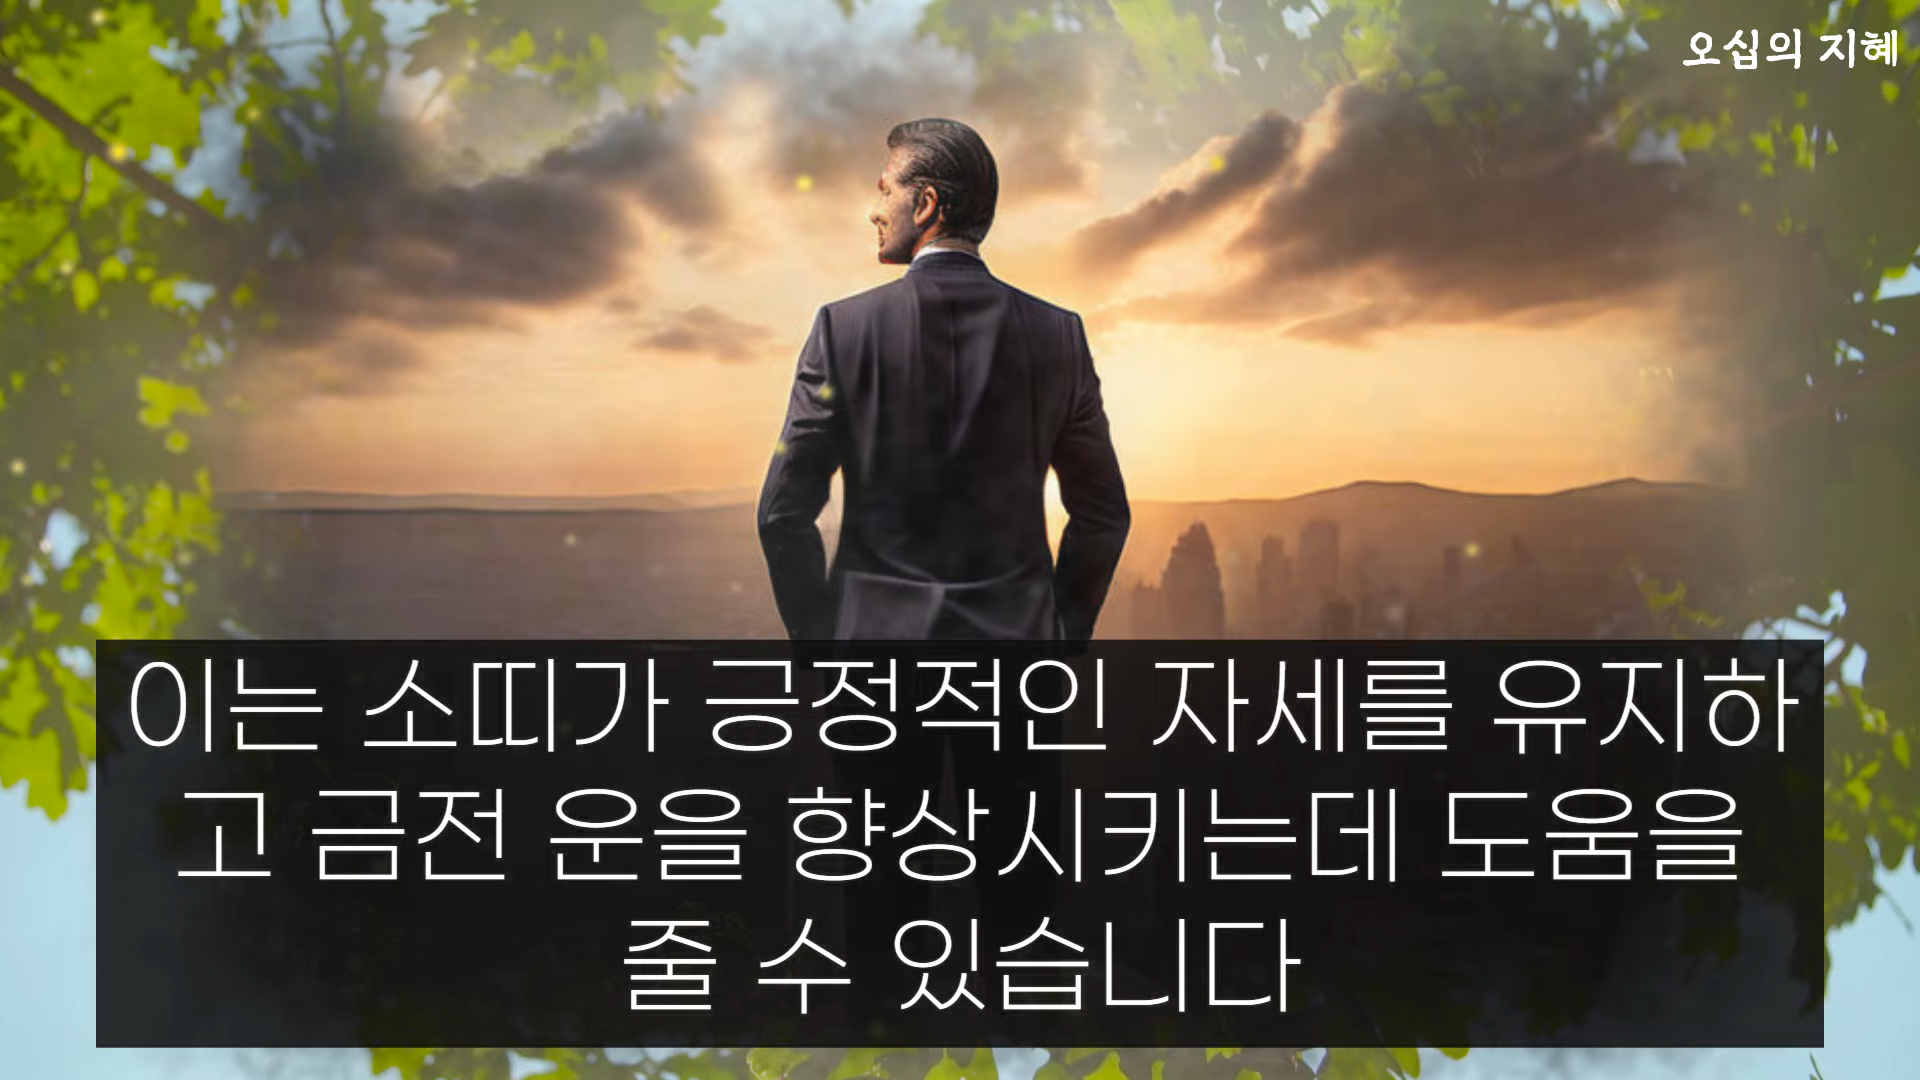 오십의 지혜
이는 소띠가 긍정적인 자세를 유지하
고 금전 운을 향상시키는데 도움을
줄 수 있습니다